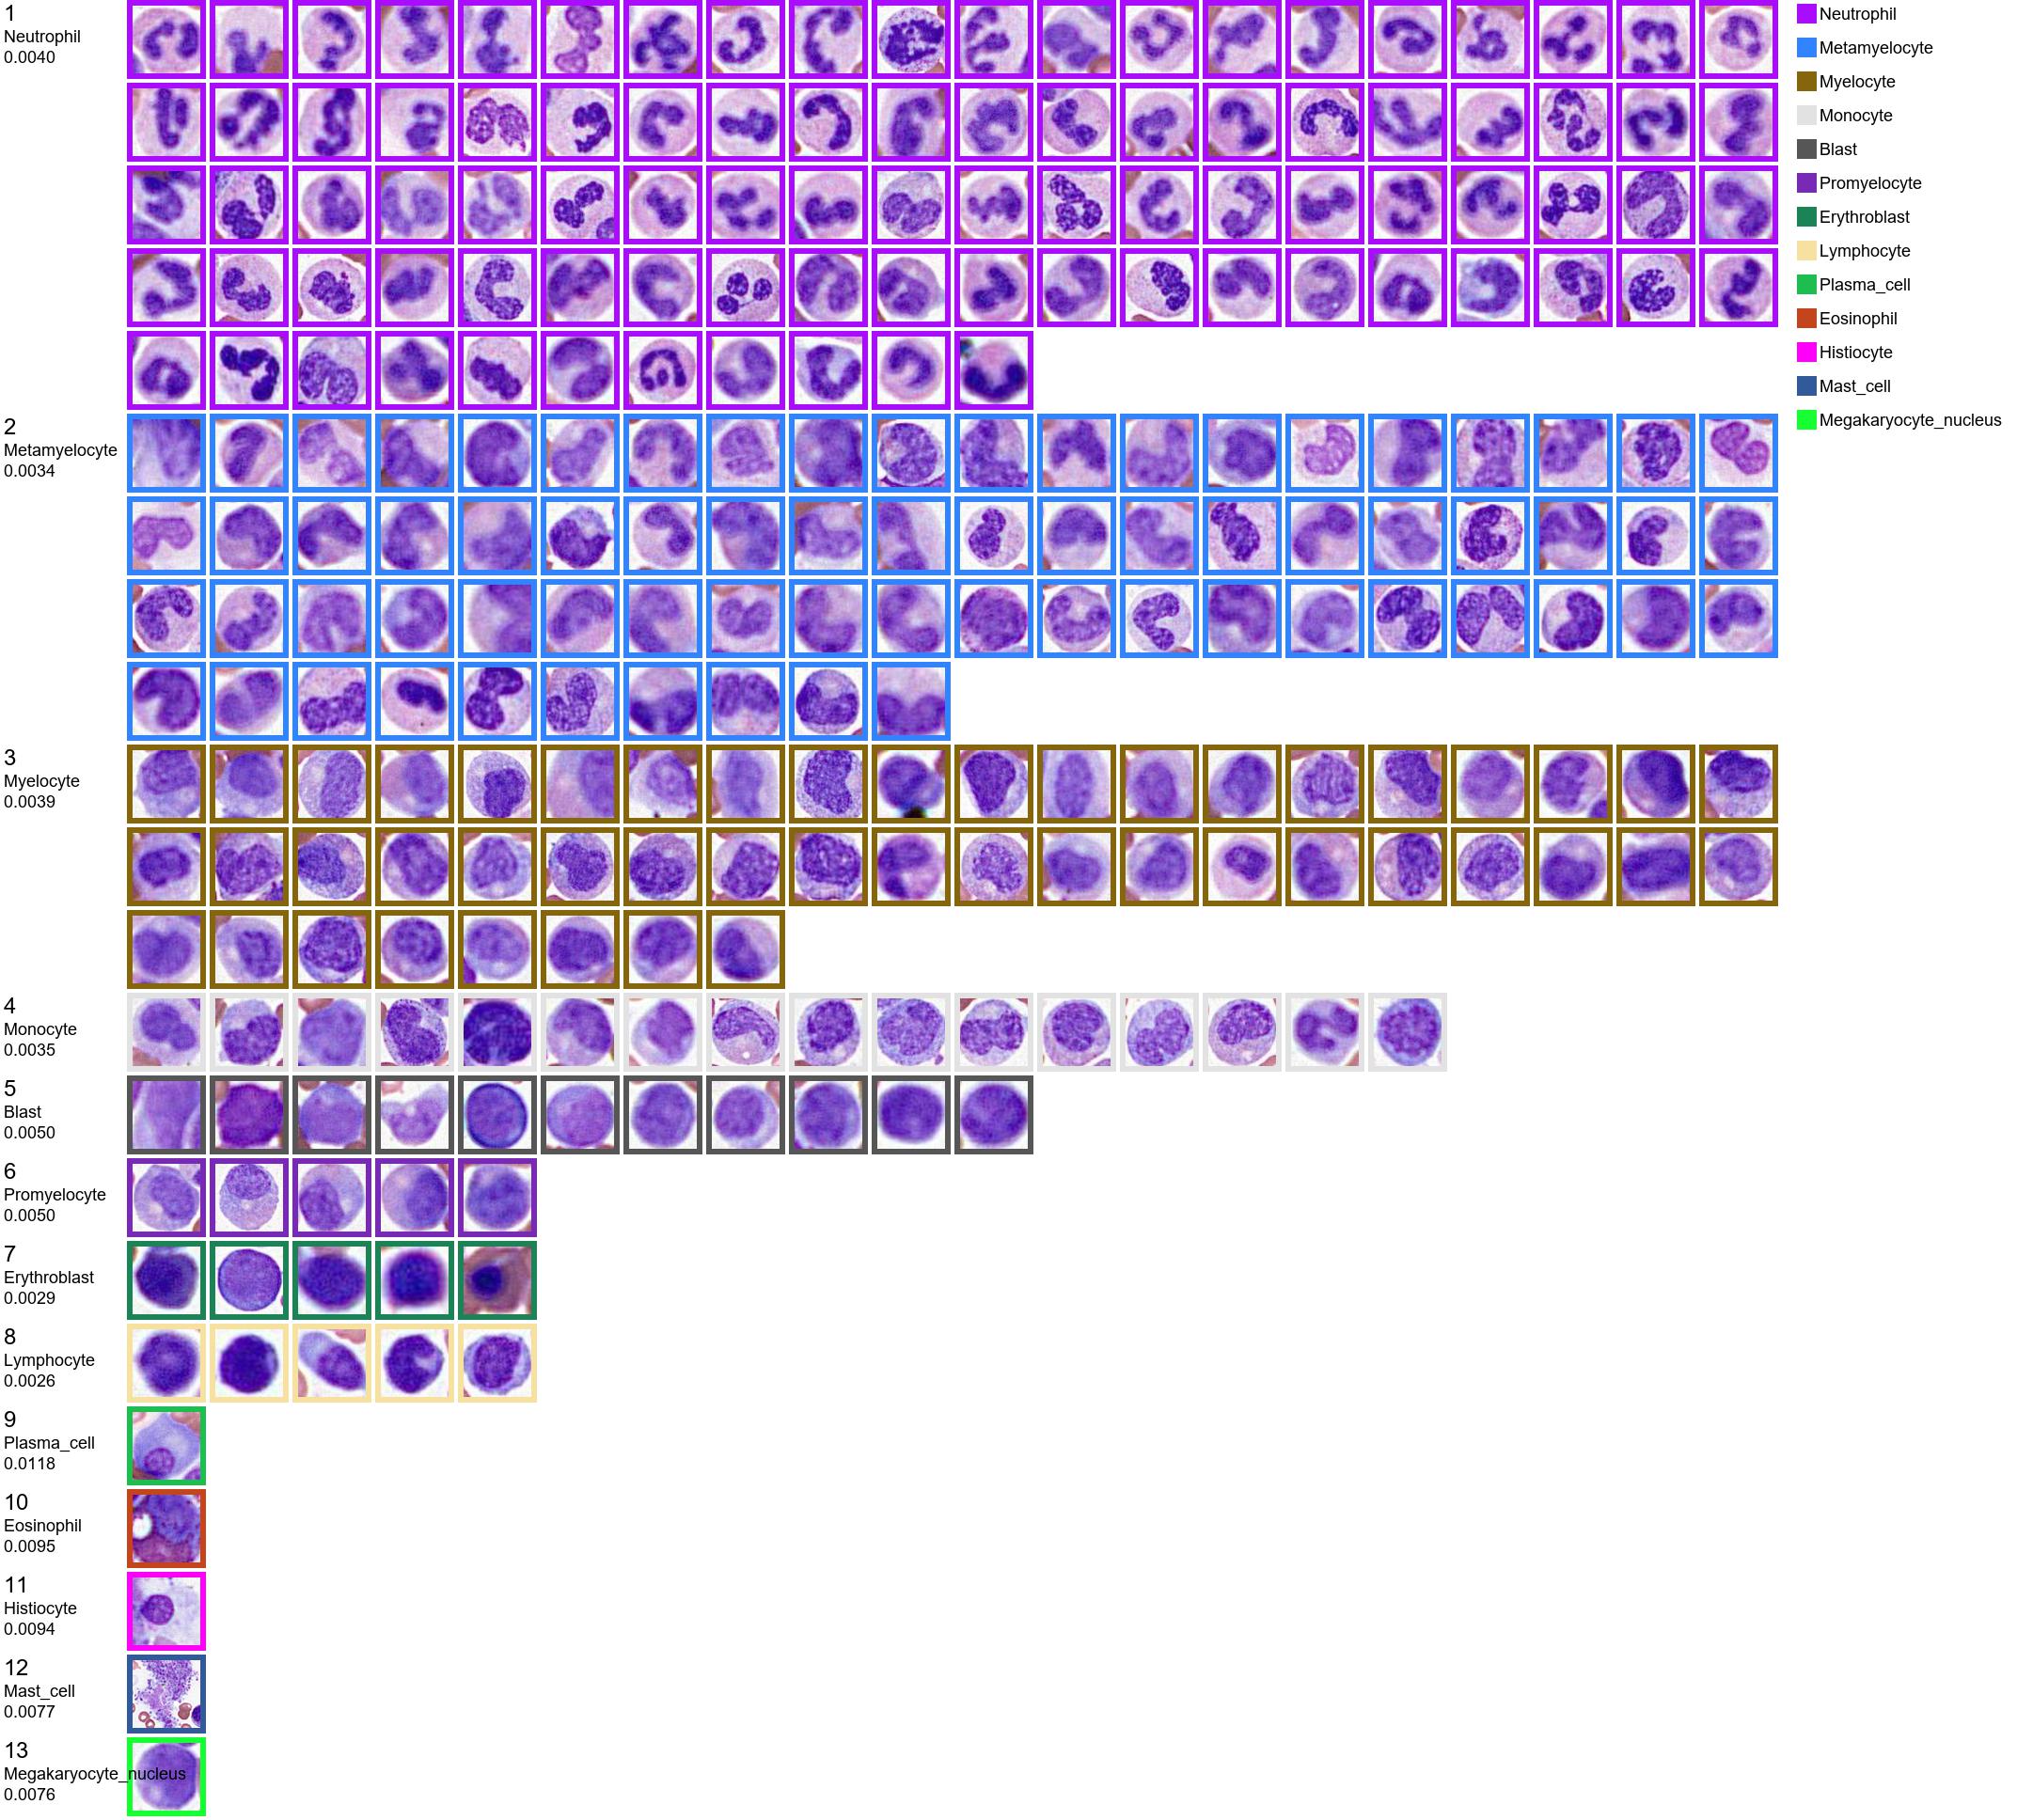 1
Neutrophil
0.0040
2
Metamyelocyte
0.0034
3
Myelocyte
0.0039
4
Monocyte
0.0035
5
Blast
0.0050
6
Promyelocyte
0.0050
7
Erythroblast
0.0029
8
Lymphocyte
0.0026
9
Plasma_cell
0.0118
10
Eosinophil
0.0095
11
Histiocyte
0.0094
12
Mast_cell
0.0077
13
Megakaryocyte_nucleus
0.0076
Neutrophil
Metamyelocyte
Myelocyte
Monocyte
Blast
Promyelocyte
Erythroblast
Lymphocyte
Plasma_cell
Eosinophil
Histiocyte
Mast_cell
Megakaryocyte_nucleus